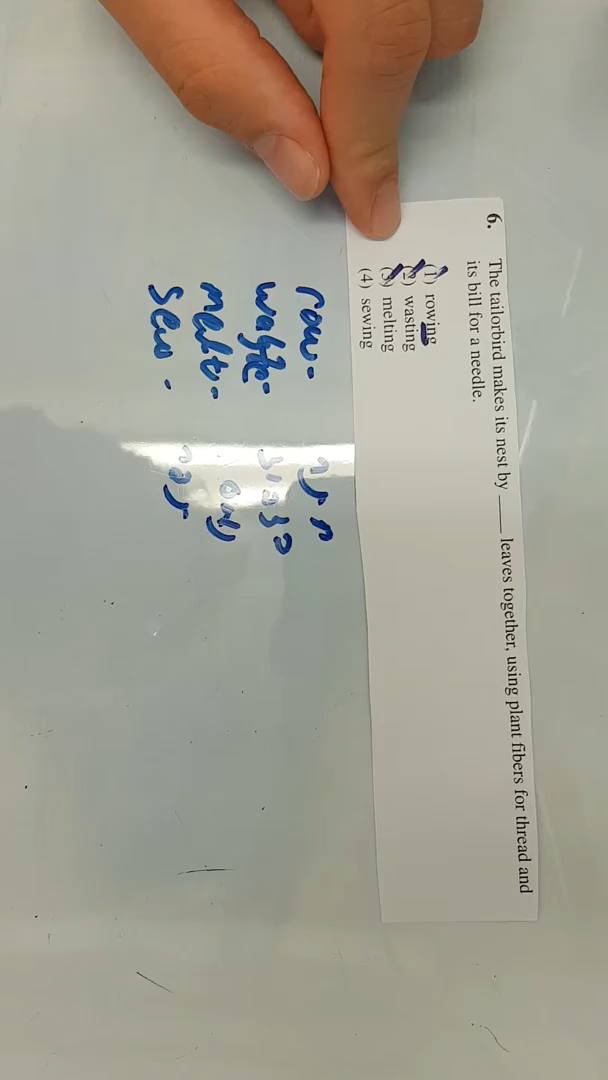 6. The tailorbird makes its nest by _____ leaves together, using plant fibers for thread and
its bill for a needle.
(1) rowing
(2) wasting
(3) melting
(4) sewing
row-
waste-
melt-
sew-